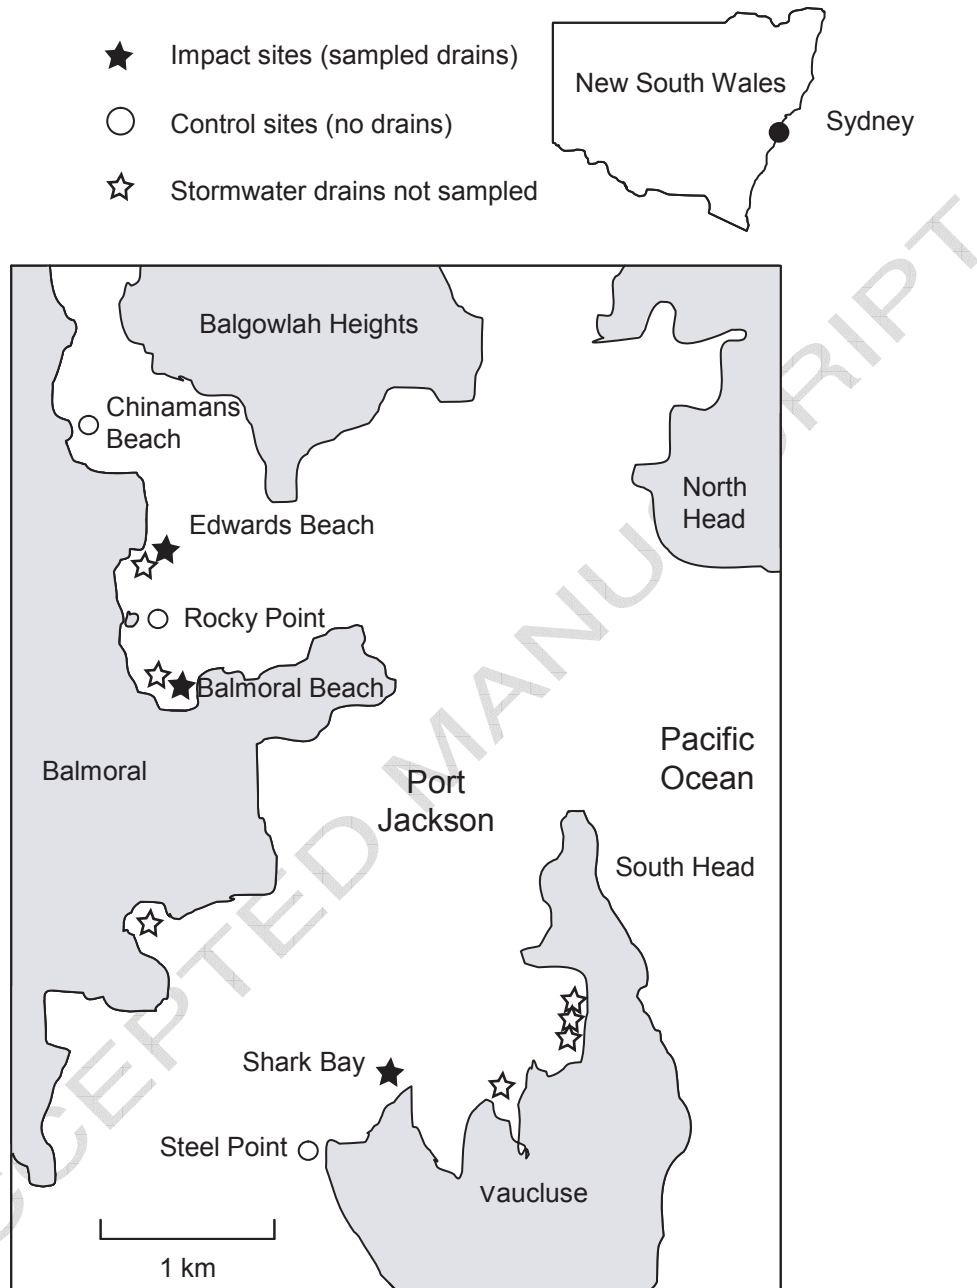 Impact sites (sampled drains)
Control sites (no drains)
Stormwater drains not sampled
New South Wales
Sydney
Balgowlah Heights
Chinamans
Beach
North
Head
Edwards Beach
Rocky Point
Balmoral Beach
Pacific
Ocean
Balmoral
Port
Jackson
South Head
Shark Bay
Steel Point
Vaucluse
1 km
CCEPTED MANUSCRIPT